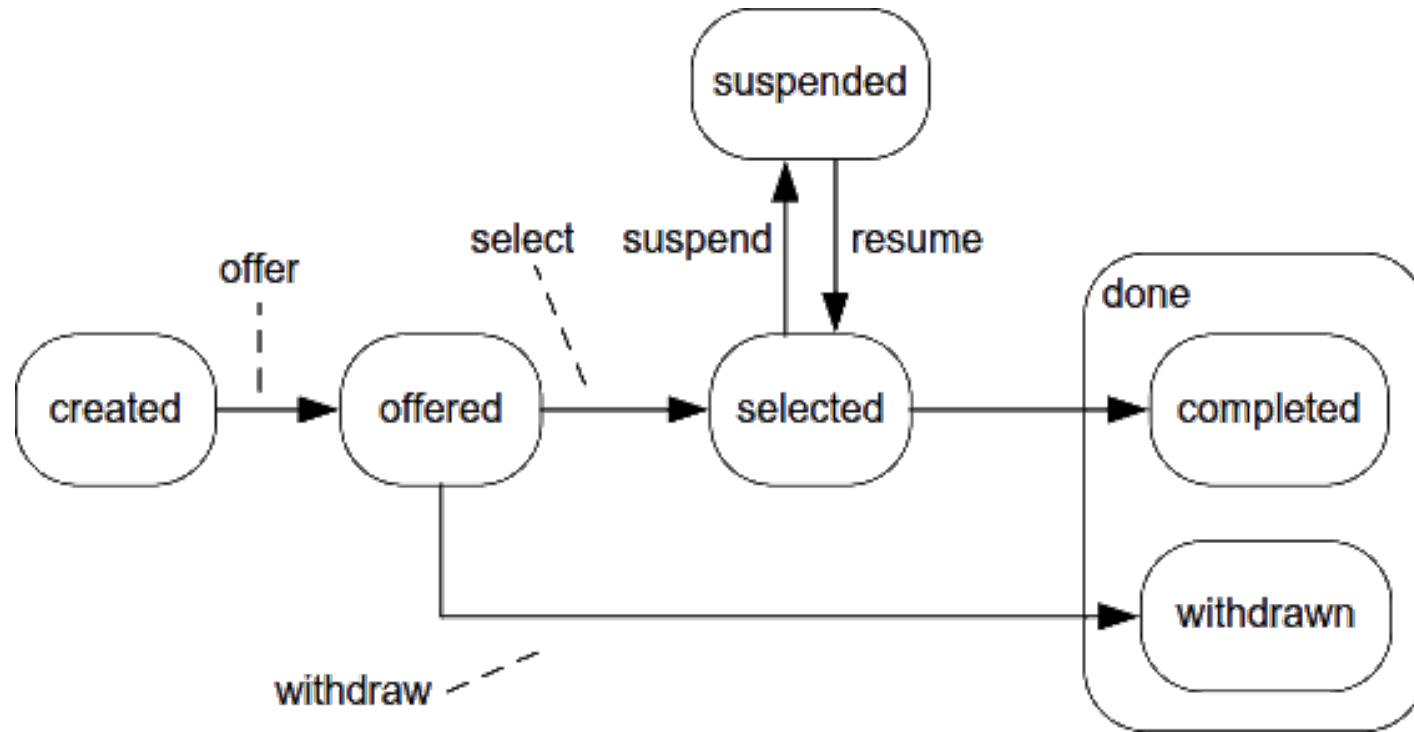 suspended
select
suspend
resume
offer
done
created
offered
selected
completed
withdrawn
withdraw